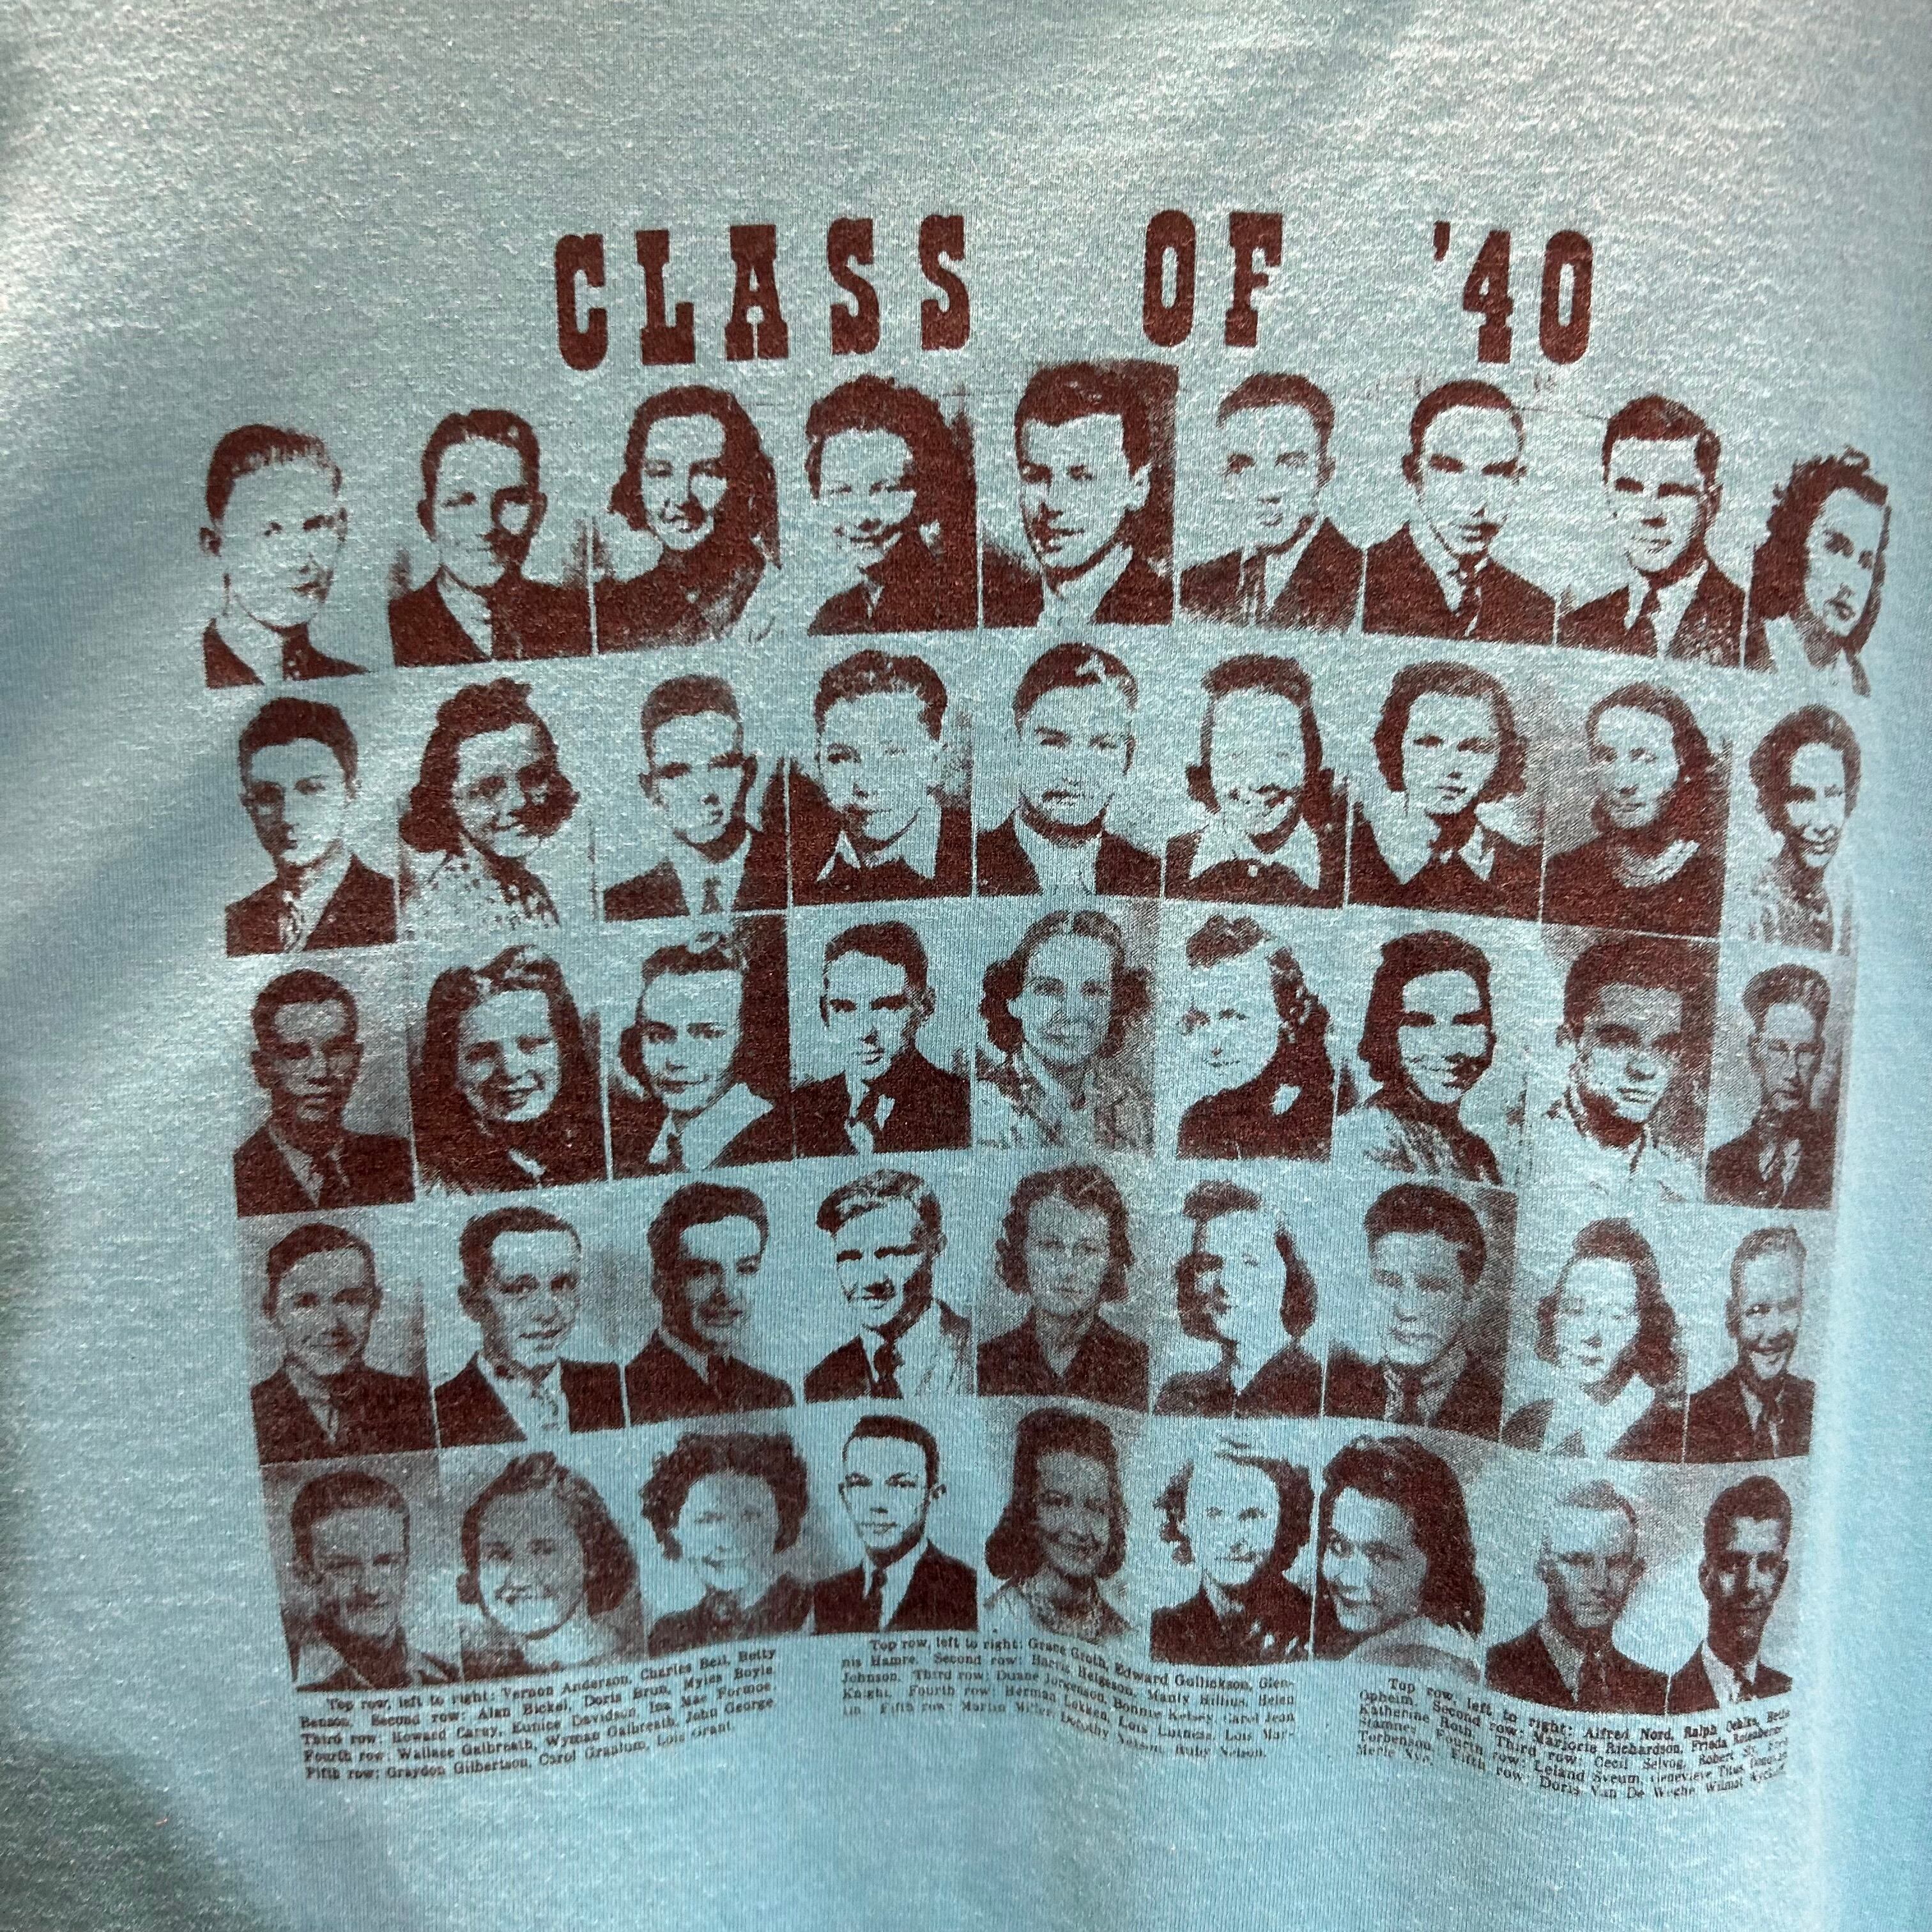 CLASS OF '40
Top row, left to right: Vernon Anderson, Charles Beil, Betty
Benson. Second row: Alan Bickel, Doris Brun, Myles Boyle.
Third row: Howard Carey, Eunice Davidson, Ina Mae Formoe.
Fourth row: Wallace Galbreath, Wyman Galbreath, John George.
Fifth row: Graydon Gilbertson, Carol Granlum, Lois Grant.
Top row, left to right: Grace Groth, Edward Gullickson, Glen-
nis Hamre. Second row: Harris Helgeson, Manly Hillius, Helen
Johnson. Third row: Duane Jorgenson, Bonnie Kelsey, Carol Jean
Knight. Fourth row: Herman Lokken, Lois Lutness, Lois Mar-
tin. Fifth row: Martin Miller, Dorothy Nelson, Ruby Nelson.
Top row, left to right: Alfred Nord, Ralph
Opheim. Second row: Marjorie Richardson, Frieda
Katherine Roth. Third row: Cecil Selvog, Robert
Stamnes. Fourth row: Leland Sveum, Genevieve Titus,
Torbenson. Fifth row: Doris Van De Wilmot
Merle Nye.